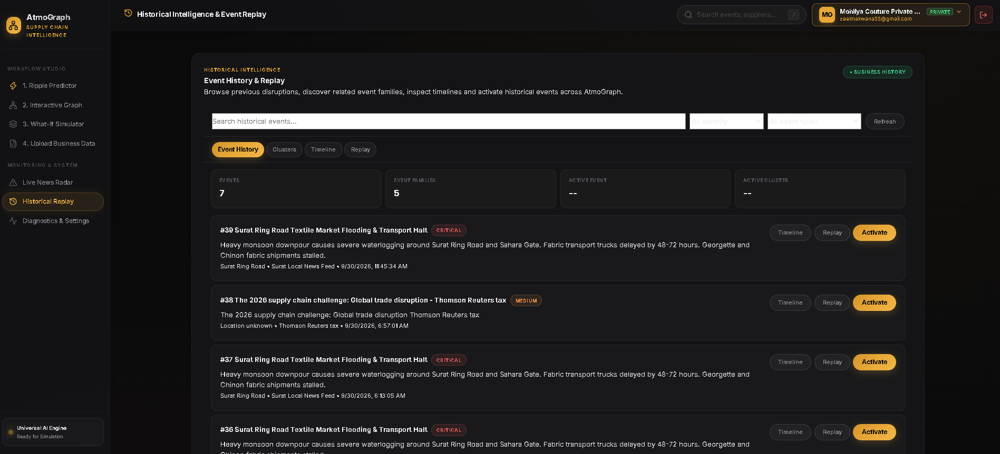 AtmoGraph
SUPPLY CHAIN
INTELLIGENCE
WORKFLOW STUDIO
1. Ripple Predictor
2. Interactive Graph
3. What-If Simulator
4. Upload Business Data
MONITORING & SYSTEM
Live News Radar
Historical Replay
Diagnostics & Settings
Universal AI Engine
Ready for Simulation
Historical Intelligence & Event Replay
Search events, suppliers...
/
MO
Mohilya Couture Private ...
PRIVATE
zeelmakwana55@gmail.com
HISTORICAL INTELLIGENCE
Event History & Replay
Browse previous disruptions, discover related event families, inspect timelines and activate historical events across AtmoGraph.
• BUSINESS HISTORY
Search historical events...
All severity
All event types
Refresh
Event History
Clusters
Timeline
Replay
EVENTS
7
EVENT FAMILIES
5
ACTIVE EVENT
--
ACTIVE CLUSTER
--
#39 Surat Ring Road Textile Market Flooding & Transport Halt
CRITICAL
Heavy monsoon downpour causes severe waterlogging around Surat Ring Road and Sahara Gate. Fabric transport trucks delayed by 48-72 hours. Georgette and
Chinon fabric shipments stalled.
Surat Ring Road • Surat Local News Feed • 9/30/2026, 11:45:34 AM
Timeline
Replay
Activate
#38 The 2026 supply chain challenge: Global trade disruption - Thomson Reuters tax
MEDIUM
The 2026 supply chain challenge: Global trade disruption Thomson Reuters tax
Location unknown • Thomson Reuters tax • 9/30/2026, 6:57:01 AM
Timeline
Replay
Activate
#37 Surat Ring Road Textile Market Flooding & Transport Halt
CRITICAL
Heavy monsoon downpour causes severe waterlogging around Surat Ring Road and Sahara Gate. Fabric transport trucks delayed by 48-72 hours. Georgette and
Chinon fabric shipments stalled.
Surat Ring Road • Surat Local News Feed • 9/30/2026, 6:13:05 AM
Timeline
Replay
Activate
#36 Surat Ring Road Textile Market Flooding & Transport Halt
CRITICAL
Heavy monsoon downpour causes severe waterlogging around Surat Ring Road and Sahara Gate. Fabric transport trucks delayed by 48-72 hours. Georgette and
Chinon fabric shipments stalled.
Timeline
Replay
Activate